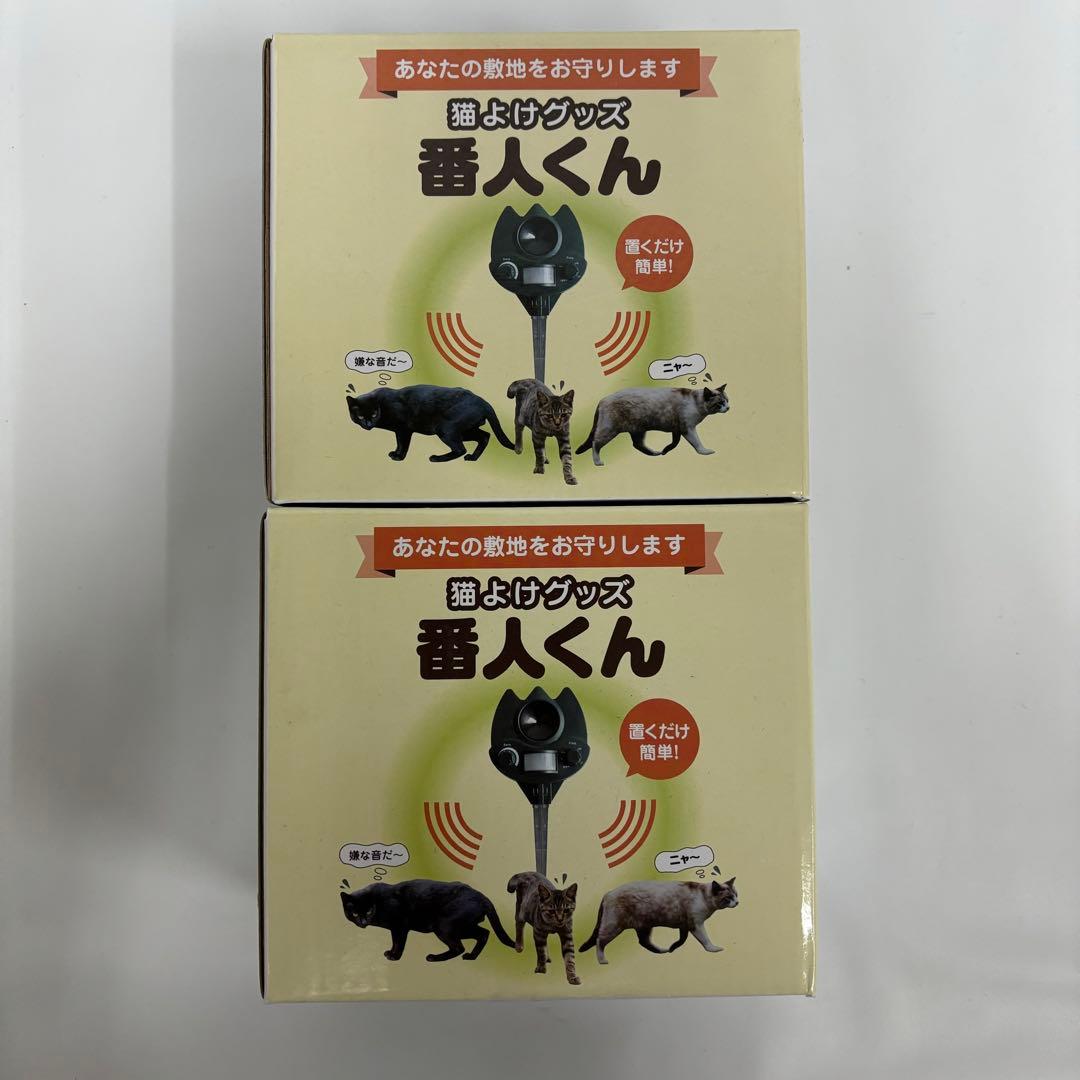 あなたの敷地をお守りします
猫よけグッズ
番人くん
置くだけ
簡単!
嫌な音だ～
ニャ～
あなたの敷地をお守りします
猫よけグッズ
番人くん
置くだけ
簡単!
嫌な音だ～
ニャ～